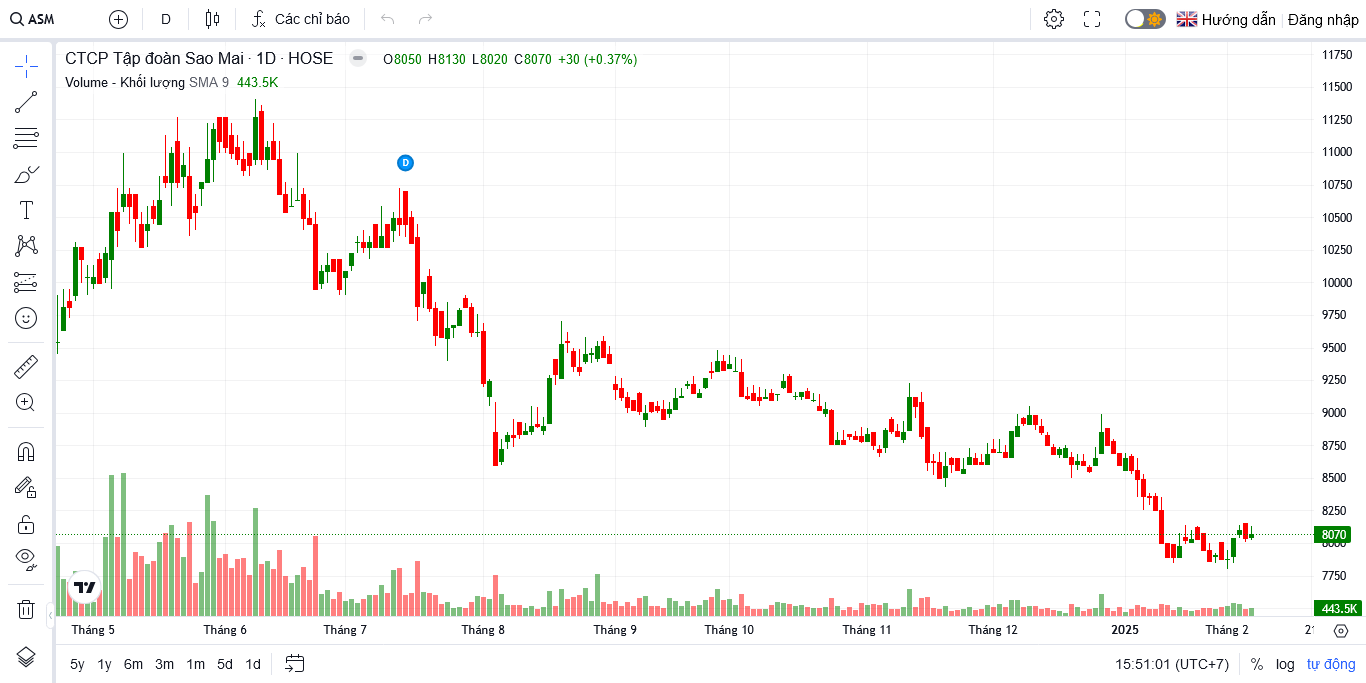 ASM D Các chỉ báo Hướng dẫn Đăng nhập
CTCP Tập đoàn Sao Mai · 1D · HOSE O8050 H8130 L8020 C8070 +30 (+0.37%)
Volume - Khối lượng SMA 9 443.5K
D
11750
11500
11250
11000
10750
10500
10250
10000
9750
9500
9250
9000
8750
8500
8250
8070
8000
7750
443.5K
Tháng 5 Tháng 6 Tháng 7 Tháng 8 Tháng 9 Tháng 10 Tháng 11 Tháng 12 2025 Tháng 2
5y 1y 6m 3m 1m 5d 1d 15:51:01 (UTC+7) % log tự động